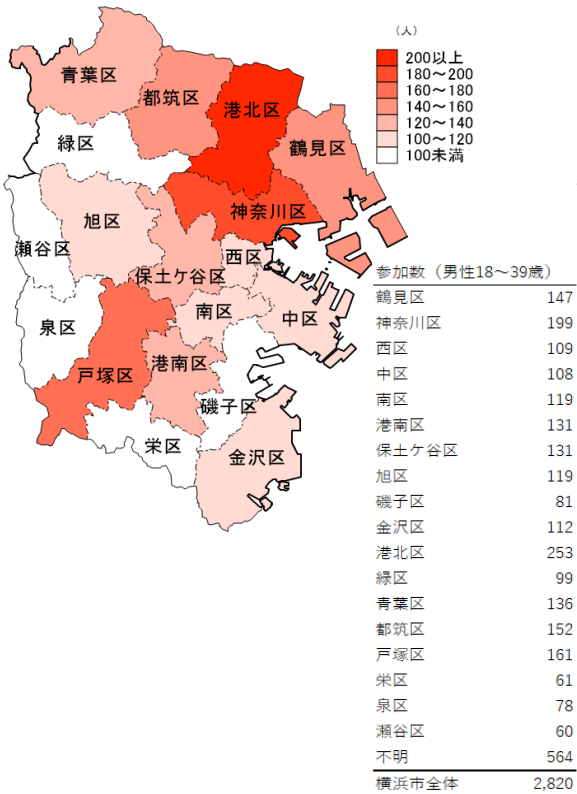 （人）
200以上
180～200
160～180
140～160
120～140
100～120
100未満
青葉区
都筑区
港北区
緑区
鶴見区
神奈川区
旭区
瀬谷区
西区
保土ケ谷区
泉区
南区
中区
戸塚区
港南区
磯子区
栄区
金沢区
参加数（男性18～39歳）
鶴見区 147
神奈川区 199
西区 109
中区 108
南区 119
港南区 131
保土ケ谷区 131
旭区 119
磯子区 81
金沢区 112
港北区 253
緑区 99
青葉区 136
都筑区 152
戸塚区 161
栄区 61
泉区 78
瀬谷区 60
不明 564
横浜市全体 2,820